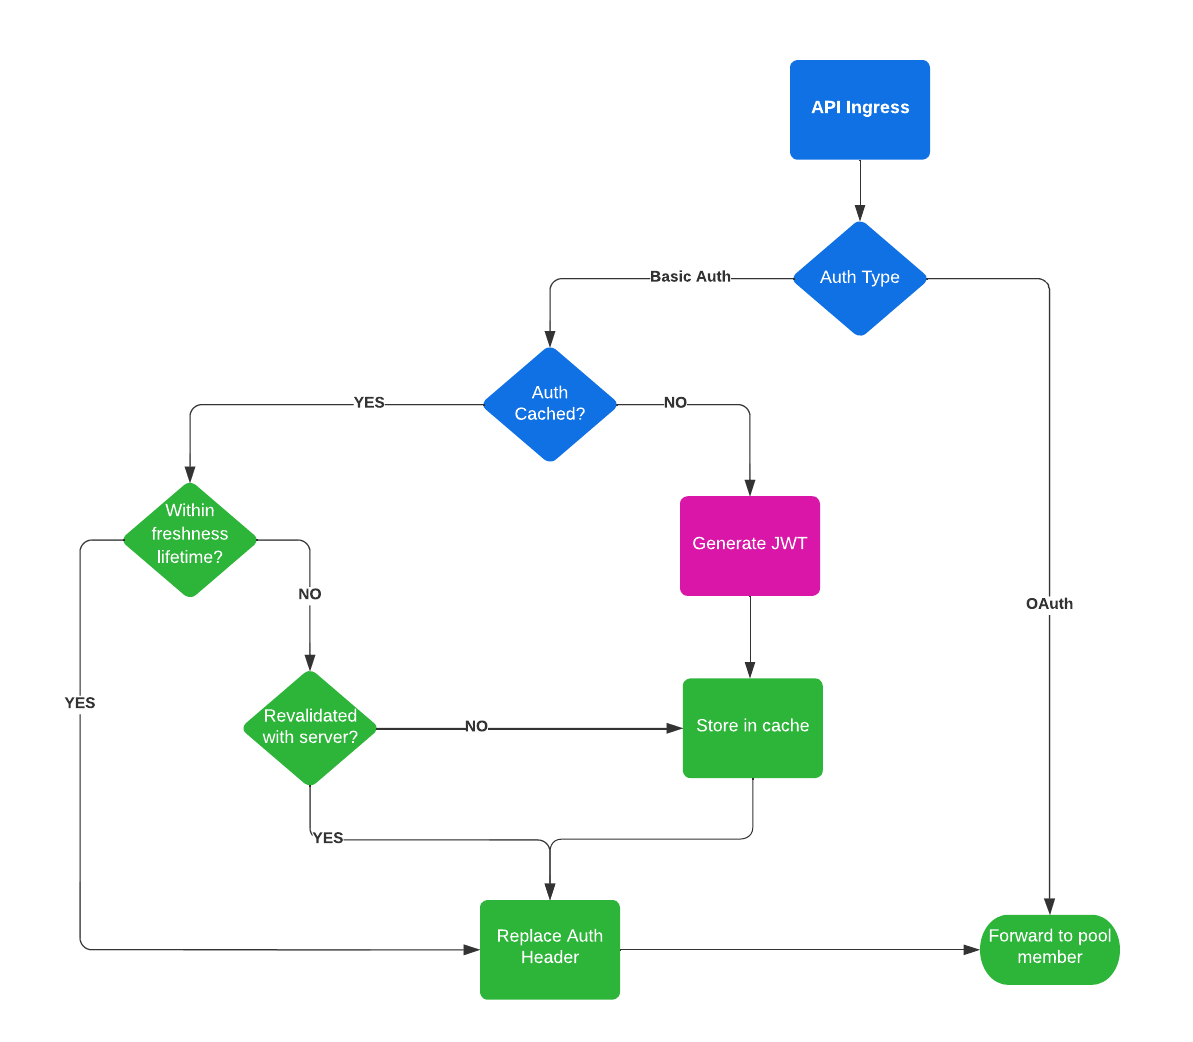 API Ingress
Auth Type
Basic Auth
Auth
Cached?
YES
NO
Within
freshness
lifetime?
Generate JWT
NO
OAuth
YES
Revalidated
with server?
NO
Store in cache
YES
Replace Auth
Header
Forward to pool
member